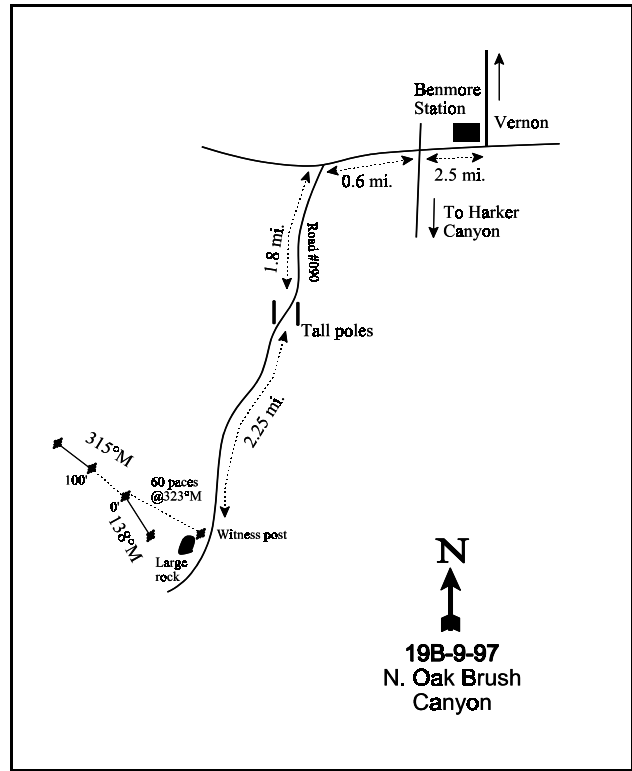 Benmore
Station
Vernon
0.6 mi.
2.5 mi.
To Harker
Canyon
1.8 mi.
Road #090
Tall poles
2.25 mi.
315°M
100'
60 paces
@323°M
0'
138°M
Witness post
Large
rock
N
19B-9-97
N. Oak Brush
Canyon